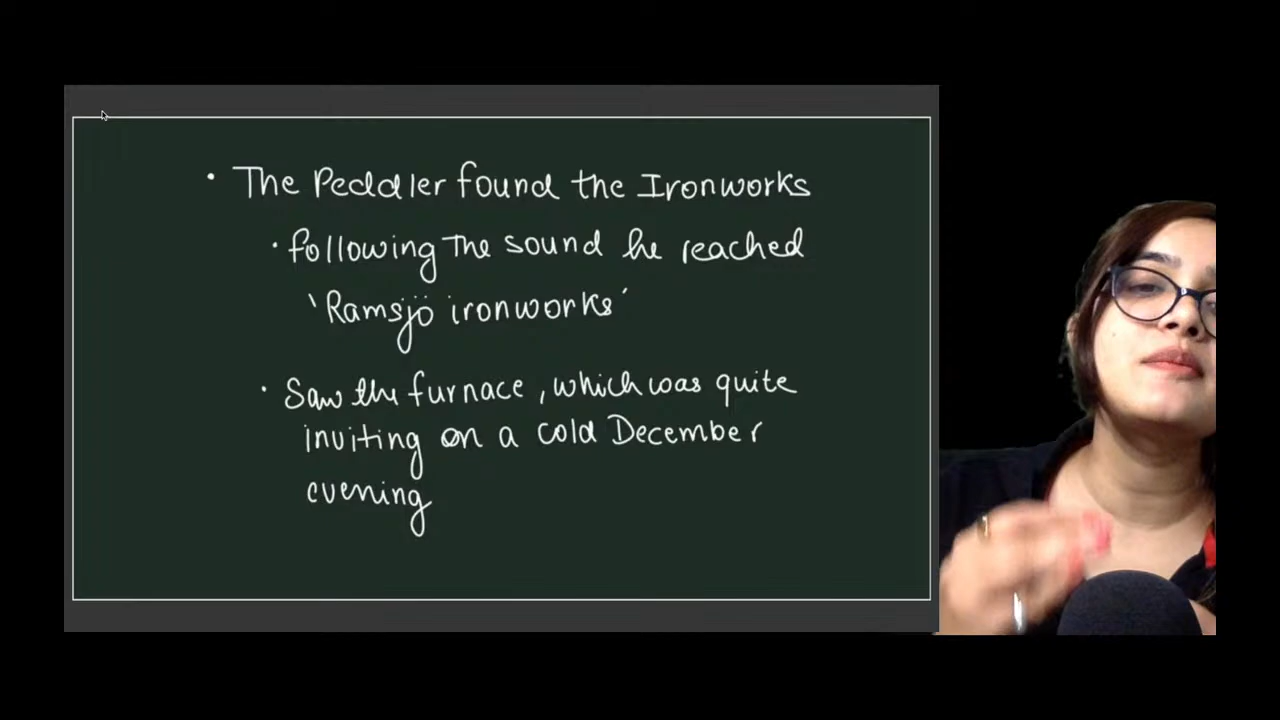 • The Peddler found the Ironworks
• following The sound he reached
'Ramsjö ironworks'
• Saw the furnace, which was quite
inviting on a cold December
evening